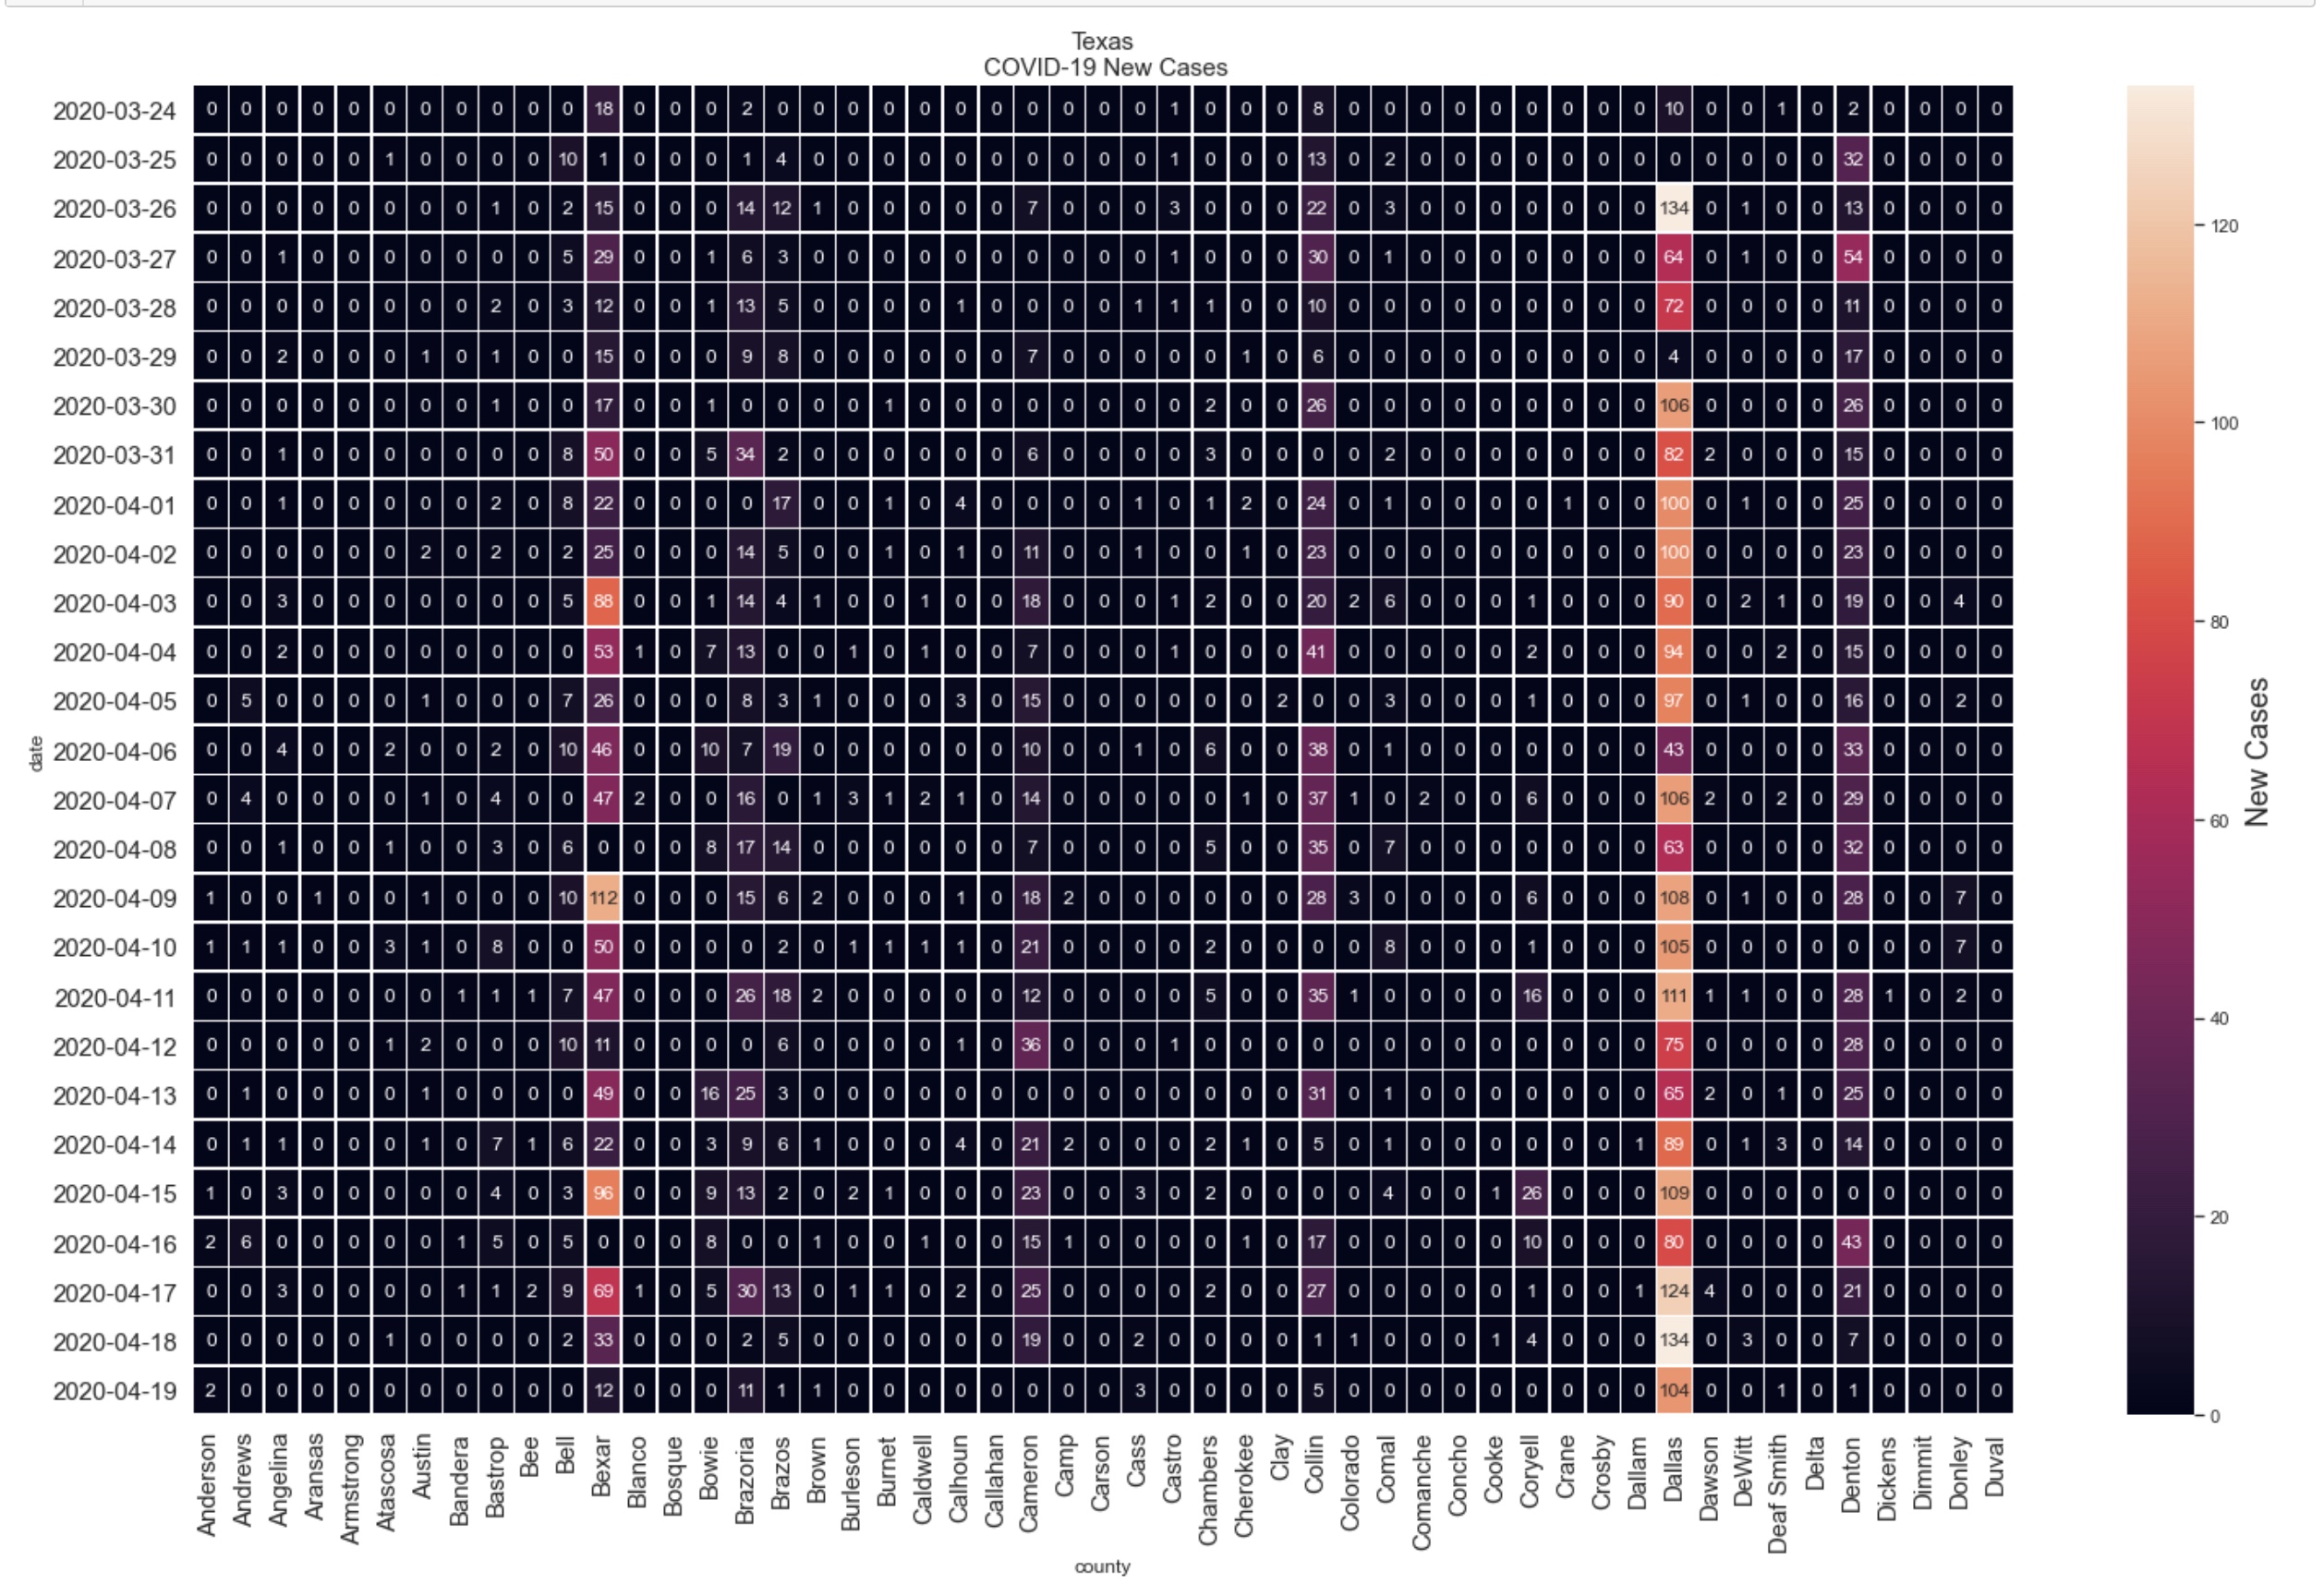 Texas
COVID-19 New Cases
2020-03-24 0 0 0 0 0 0 0 0 0 0 0 18 0 0 0 2 0 0 0 0 0 0 0 0 0 0 0 1 0 0 0 8 0 0 0 0 0 0 0 0 0 10 0 0 1 0 2 0 0 0 0
2020-03-25 0 0 0 0 0 1 0 0 0 0 10 1 0 0 0 1 4 0 0 0 0 0 0 0 0 0 0 1 0 0 0 13 0 2 0 0 0 0 0 0 0 0 0 0 0 0 32 0 0 0 0
2020-03-26 0 0 0 0 0 0 0 0 1 0 2 15 0 0 0 14 12 1 0 0 0 0 0 7 0 0 0 3 0 0 0 22 0 3 0 0 0 0 0 0 0 134 0 1 0 0 13 0 0 0 0
2020-03-27 0 0 1 0 0 0 0 0 0 0 5 29 0 0 1 6 3 0 0 0 0 0 0 0 0 0 0 1 0 0 0 30 0 1 0 0 0 0 0 0 0 64 0 1 0 0 54 0 0 0 0
2020-03-28 0 0 0 0 0 0 0 0 2 0 3 12 0 0 1 13 5 0 0 0 0 1 0 0 0 0 1 1 1 0 0 10 0 0 0 0 0 0 0 0 0 72 0 0 0 0 11 0 0 0 0
2020-03-29 0 0 2 0 0 0 1 0 1 0 0 15 0 0 0 9 8 0 0 0 0 0 0 7 0 0 0 0 0 1 0 6 0 0 0 0 0 0 0 0 0 4 0 0 0 0 17 0 0 0 0
2020-03-30 0 0 0 0 0 0 0 0 1 0 0 17 0 0 1 0 0 0 0 1 0 0 0 0 0 0 0 0 2 0 0 26 0 0 0 0 0 0 0 0 0 106 0 0 0 0 26 0 0 0 0
2020-03-31 0 0 1 0 0 0 0 0 0 0 8 50 0 0 5 34 2 0 0 0 0 0 0 6 0 0 0 0 3 0 0 0 0 2 0 0 0 0 0 0 0 82 2 0 0 0 15 0 0 0 0
2020-04-01 0 0 1 0 0 0 0 0 2 0 8 22 0 0 0 0 17 0 0 1 0 4 0 0 0 0 1 0 1 2 0 24 0 1 0 0 0 0 1 0 0 100 0 1 0 0 25 0 0 0 0
2020-04-02 0 0 0 0 0 0 2 0 2 0 2 25 0 0 0 14 5 0 0 1 0 1 0 11 0 0 1 0 0 1 0 23 0 0 0 0 0 0 0 0 0 100 0 0 0 0 23 0 0 0 0
2020-04-03 0 0 3 0 0 0 0 0 0 0 5 88 0 0 1 14 4 1 0 0 1 0 0 18 0 0 0 1 2 0 0 20 2 6 0 0 0 1 0 0 0 90 0 2 1 0 19 0 0 4 0
2020-04-04 0 0 2 0 0 0 0 0 0 0 0 53 1 0 7 13 0 0 1 0 1 0 0 7 0 0 0 1 0 0 0 41 0 0 0 0 0 2 0 0 0 94 0 0 2 0 15 0 0 0 0
2020-04-05 0 5 0 0 0 0 1 0 0 0 7 26 0 0 0 8 3 1 0 0 0 3 0 15 0 0 0 0 0 0 2 0 0 3 0 0 0 1 0 0 0 97 0 1 0 0 16 0 0 2 0
2020-04-06 0 0 4 0 0 2 0 0 2 0 10 46 0 0 10 7 19 0 0 0 0 0 0 10 0 0 1 0 6 0 0 38 0 1 0 0 0 0 0 0 0 43 0 0 0 0 33 0 0 0 0
2020-04-07 0 4 0 0 0 0 1 0 4 0 0 47 2 0 0 16 0 1 3 1 2 1 0 14 0 0 0 0 0 1 0 37 1 0 2 0 0 6 0 0 0 106 2 0 2 0 29 0 0 0 0
2020-04-08 0 0 1 0 0 1 0 0 3 0 6 0 0 0 8 17 14 0 0 0 0 0 0 7 0 0 0 0 5 0 0 35 0 7 0 0 0 0 0 0 0 63 0 0 0 0 32 0 0 0 0
2020-04-09 1 0 0 1 0 0 1 0 0 0 10 112 0 0 0 15 6 2 0 0 0 1 0 18 2 0 0 0 0 0 0 28 3 0 0 0 0 6 0 0 0 108 0 1 0 0 28 0 0 7 0
2020-04-10 1 1 1 0 0 3 1 0 8 0 0 50 0 0 0 0 2 0 1 1 1 1 0 21 0 0 0 0 2 0 0 0 0 8 0 0 0 1 0 0 0 105 0 0 0 0 0 0 0 7 0
2020-04-11 0 0 0 0 0 0 0 1 1 1 7 47 0 0 0 26 18 2 0 0 0 0 0 12 0 0 0 0 5 0 0 35 1 0 0 0 0 16 0 0 0 111 1 1 0 0 28 1 0 2 0
2020-04-12 0 0 0 0 0 1 2 0 0 0 10 11 0 0 0 0 6 0 0 0 0 1 0 36 0 0 0 1 0 0 0 0 0 0 0 0 0 0 0 0 0 75 0 0 0 0 28 0 0 0 0
2020-04-13 0 1 0 0 0 0 1 0 0 0 0 49 0 0 16 25 3 0 0 0 0 0 0 0 0 0 0 0 0 0 0 31 0 1 0 0 0 0 0 0 0 65 2 0 1 0 25 0 0 0 0
2020-04-14 0 1 1 0 0 0 1 0 7 1 6 22 0 0 3 9 6 1 0 0 0 4 0 21 2 0 0 0 2 1 0 5 0 1 0 0 0 0 0 0 1 89 0 1 3 0 14 0 0 0 0
2020-04-15 1 0 3 0 0 0 0 0 4 0 3 96 0 0 9 13 2 0 2 1 0 0 0 23 0 0 3 0 2 0 0 0 0 4 0 0 1 26 0 0 0 109 0 0 0 0 0 0 0 0 0
2020-04-16 2 6 0 0 0 0 0 1 5 0 5 0 0 0 8 0 0 1 0 0 1 0 0 15 1 0 0 0 0 1 0 17 0 0 0 0 0 10 0 0 0 80 0 0 0 0 43 0 0 0 0
2020-04-17 0 0 3 0 0 0 0 1 1 2 9 69 1 0 5 30 13 0 1 1 0 2 0 25 0 0 0 0 2 0 0 27 0 0 0 0 0 1 0 0 1 124 4 0 0 0 21 0 0 0 0
2020-04-18 0 0 0 0 0 1 0 0 0 0 2 33 0 0 0 2 5 0 0 0 0 0 0 19 0 0 2 0 0 0 0 1 1 0 0 0 1 4 0 0 0 134 0 3 0 0 7 0 0 0 0
2020-04-19 2 0 0 0 0 0 0 0 0 0 0 12 0 0 0 11 1 1 0 0 0 0 0 0 0 0 3 0 0 0 0 5 0 0 0 0 0 0 0 0 0 104 0 0 1 0 1 0 0 0 0
date
Anderson Andrews Angelina Aransas Armstrong Atascosa Austin Bandera Bastrop Bee Bell Bexar Blanco Bosque Bowie Brazoria Brazos Brown Burleson Burnet Caldwell Calhoun Callahan Cameron Camp Carson Cass Castro Chambers Cherokee Clay Collin Colorado Comal Comanche Concho Cooke Coryell Crane Crosby Dallam Dallas Dawson DeWitt Deaf Smith Delta Denton Dickens Dimmit Donley Duval
county
120
100
80
60
40
20
0
New Cases